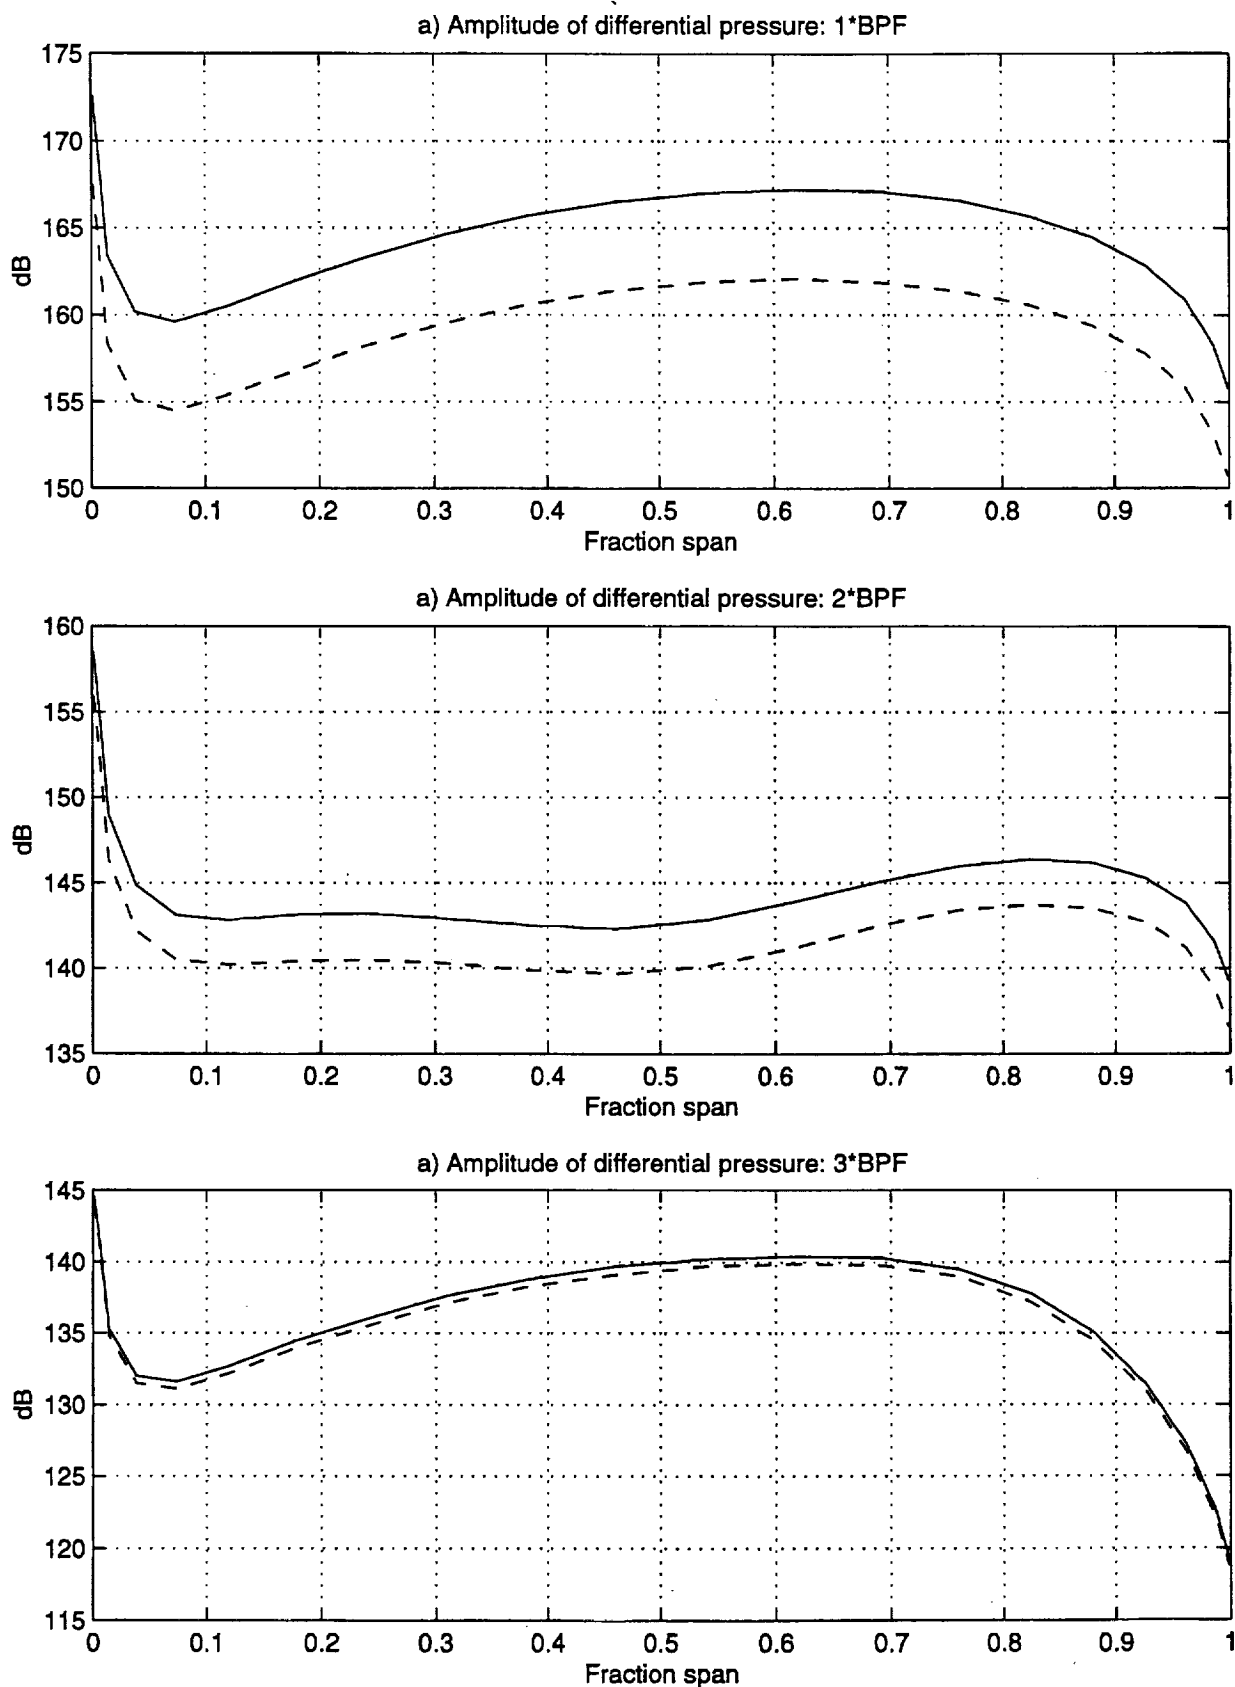 a) Amplitude of differential pressure: 1*BPF
175
170
165
160
155
150
dB
0 0.1 0.2 0.3 0.4 0.5 0.6 0.7 0.8 0.9 1
Fraction span
a) Amplitude of differential pressure: 2*BPF
160
155
150
145
140
135
dB
0 0.1 0.2 0.3 0.4 0.5 0.6 0.7 0.8 0.9 1
Fraction span
a) Amplitude of differential pressure: 3*BPF
145
140
135
130
125
120
115
dB
0 0.1 0.2 0.3 0.4 0.5 0.6 0.7 0.8 0.9 1
Fraction span